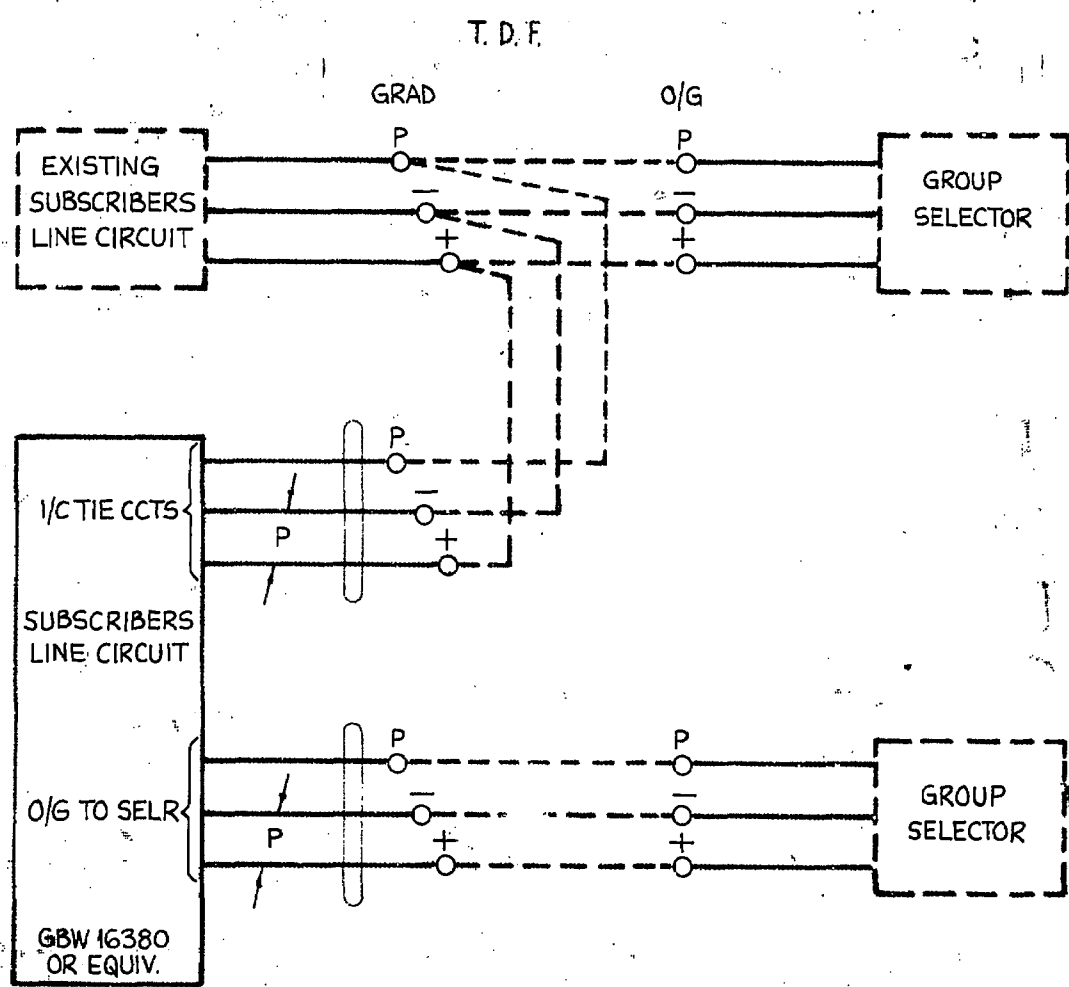 T. D. F.
GRAD
O/G
P
P
EXISTING
SUBSCRIBERS
LINE CIRCUIT
−
−
+
+
GROUP
SELECTOR
P
I/C TIE CCTS
−
P
+
SUBSCRIBERS
LINE CIRCUIT
P
P
O/G TO SELR
−
−
P
+
+
GROUP
SELECTOR
GBW 16380
OR EQUIV.